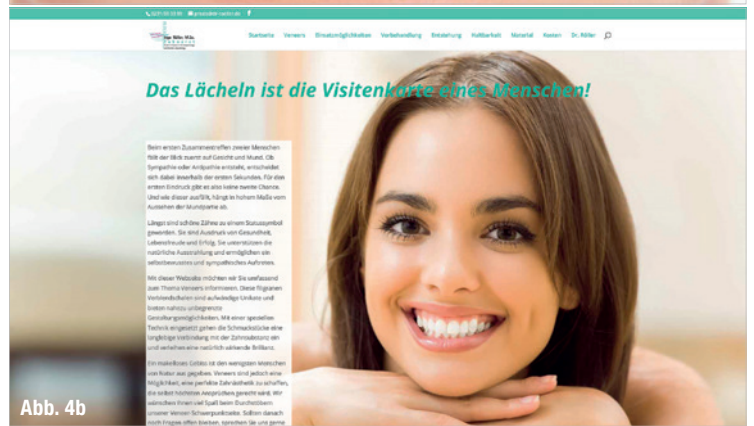 Startseite Veneers Einsatzmöglichkeiten Vorbehandlung Entstehung Haltbarkeit Material Kosten Dr. Röller
Das Lächeln ist die Visitenkarte eines Menschen!
Beim ersten Zusammentreffen zweier Menschen
fällt der Blick zuerst auf Gesicht und Mund. Ob
Sympathie oder Antipathie entsteht, entscheidet
sich dabei innerhalb der ersten Sekunden. Für den
ersten Eindruck gibt es also keine zweite Chance.
Und wie dieser ausfällt, hängt in hohem Maße vom
Aussehen der Mundpartie ab.
Längst sind schöne Zähne zu einem Statussymbol
geworden. Sie sind Ausdruck von Gesundheit,
Lebensfreude und Erfolg. Sie unterstützen die
natürliche Ausstrahlung und ermöglichen ein
selbstbewusstes und sympathisches Auftreten.
Mit dieser Webseite möchten wir Sie umfassend
zum Thema Veneers informieren. Diese filigranen
Verblendschalen sind aufwändige Unikate und
bieten nahezu unbegrenzte
Gestaltungsmöglichkeiten. Mit einer speziellen
Technik eingesetzt gehen die Schmuckstücke eine
langlebige Verbindung mit der Zahnsubstanz ein
und verleihen eine natürlich wirkende Brillanz.
Ein makelloses Gebiss ist den wenigsten Menschen
von Natur aus gegeben. Veneers sind jedoch eine
Möglichkeit, eine perfekte Zahnästhetik zu schaffen,
die selbst höchsten Ansprüchen gerecht wird. Wir
wünschen Ihnen viel Spaß beim Durchstöbern
unserer Veneer-Schwerpunktseite. Sollten danach
noch Fragen offen bleiben, sprechen Sie uns gerne
Abb. 4b